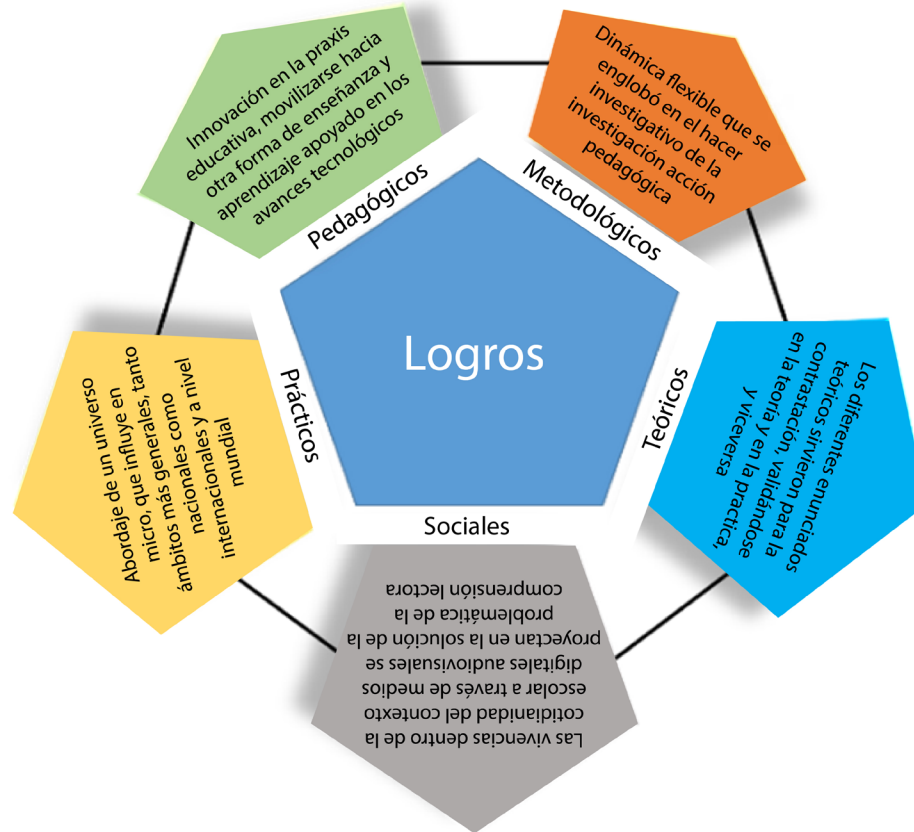 Logros
Pedagógicos
Innovación en la praxis
educativa, movilizarse hacia
otra forma de enseñanza y
aprendizaje apoyado en los
avances tecnológicos
Metodológicos
Dinámica flexible que se
englobó en el hacer
investigativo de la
investigación acción
pedagógica
Teóricos
Los diferentes enunciados
teóricos sirvieron para la
contrastación, validándose
en la teoría y en la practica,
y viceversa
Sociales
Las vivencias dentro de la
cotidianidad del contexto
escolar a través de medios
digitales audiovisuales se
proyectan en la solución de la
problemática de la
comprensión lectora
Prácticos
Abordaje de un universo
micro, que influye en
ámbitos más generales, tanto
nacionales como
internacionales y a nivel
mundial